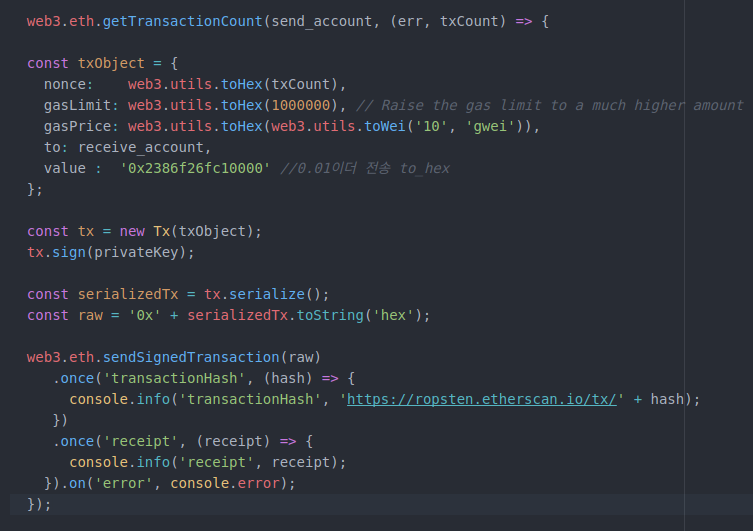 web3.eth.getTransactionCount(send_account, (err, txCount) => {
const txObject = {
nonce:    web3.utils.toHex(txCount),
gasLimit: web3.utils.toHex(1000000), // Raise the gas limit to a much higher amount
gasPrice: web3.utils.toHex(web3.utils.toWei('10', 'gwei')),
to: receive_account,
value :  '0x2386f26fc10000' //0.01이더 전송 to_hex
};
const tx = new Tx(txObject);
tx.sign(privateKey);
const serializedTx = tx.serialize();
const raw = '0x' + serializedTx.toString('hex');
web3.eth.sendSignedTransaction(raw)
.once('transactionHash', (hash) => {
console.info('transactionHash', 'https://ropsten.etherscan.io/tx/' + hash);
})
.once('receipt', (receipt) => {
console.info('receipt', receipt);
}).on('error', console.error);
});